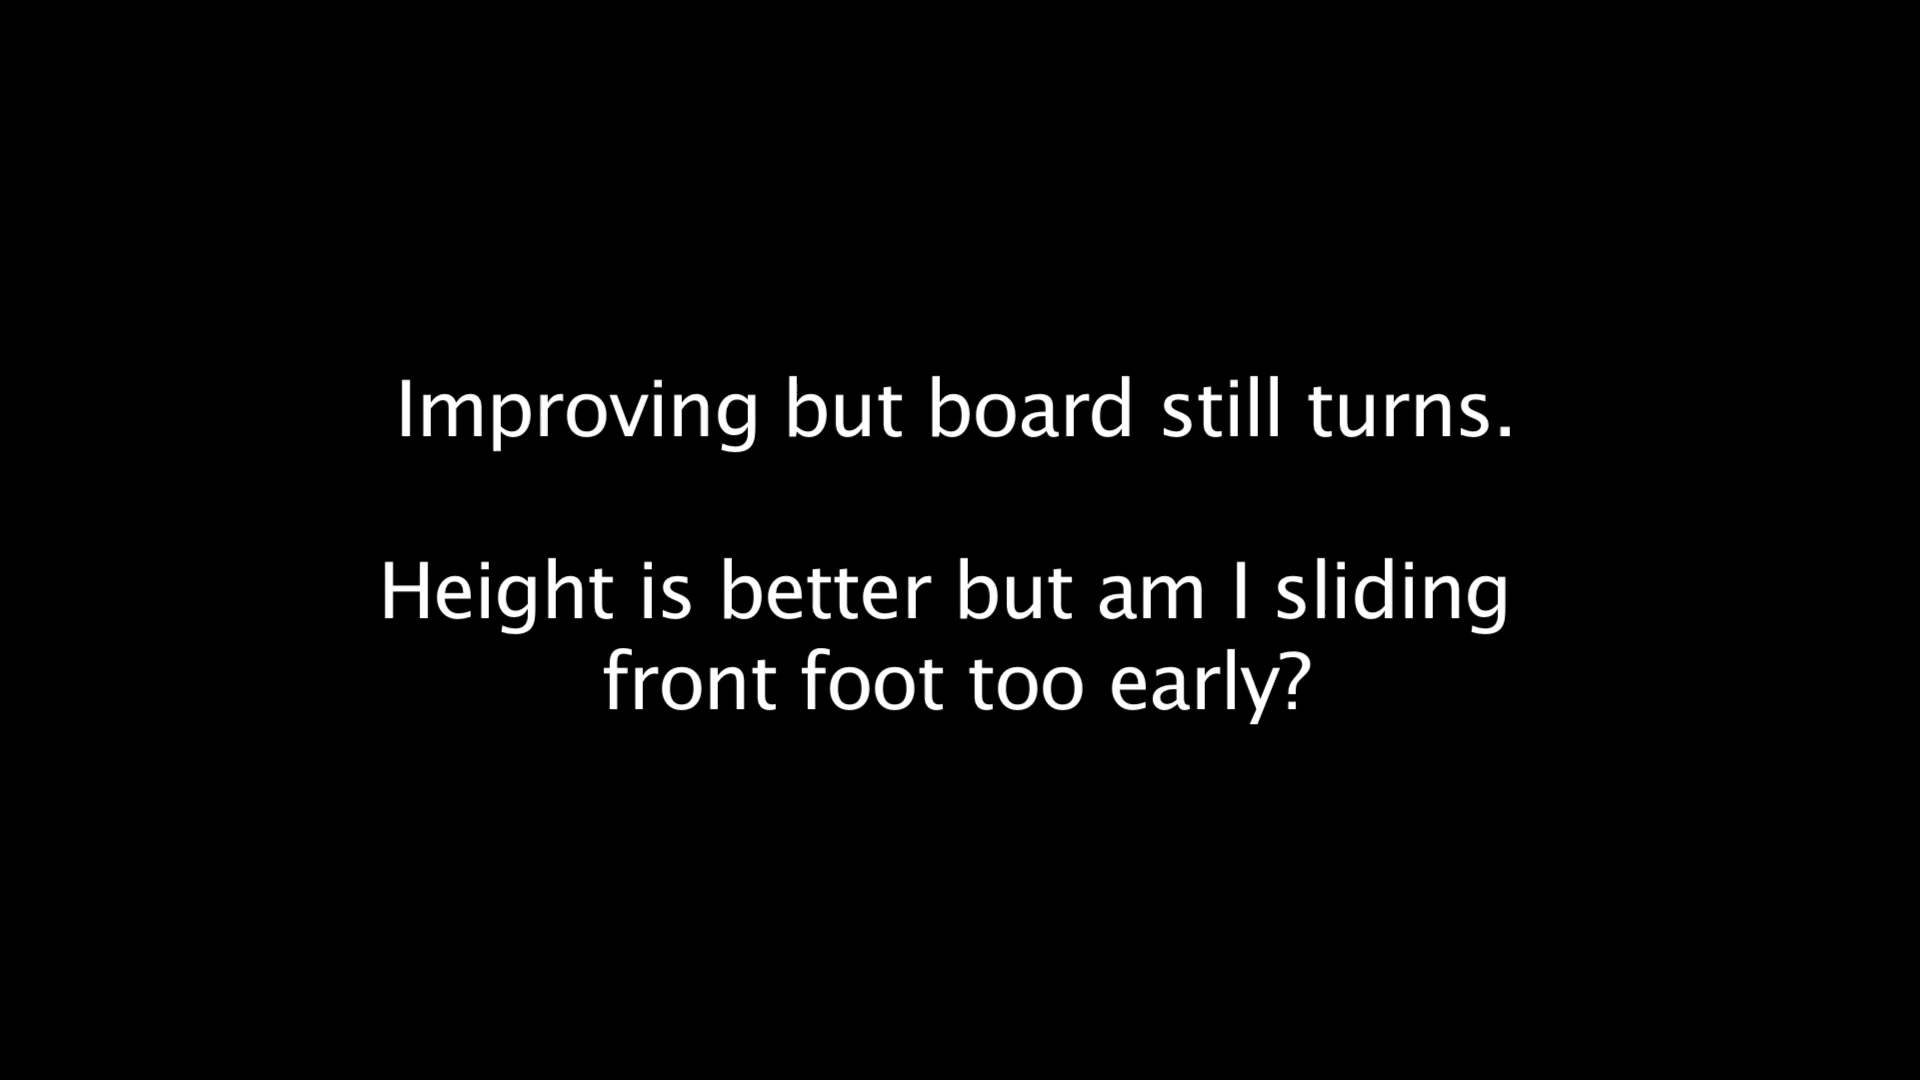 Improving but board still turns.
Height is better but am I sliding
front foot too early?